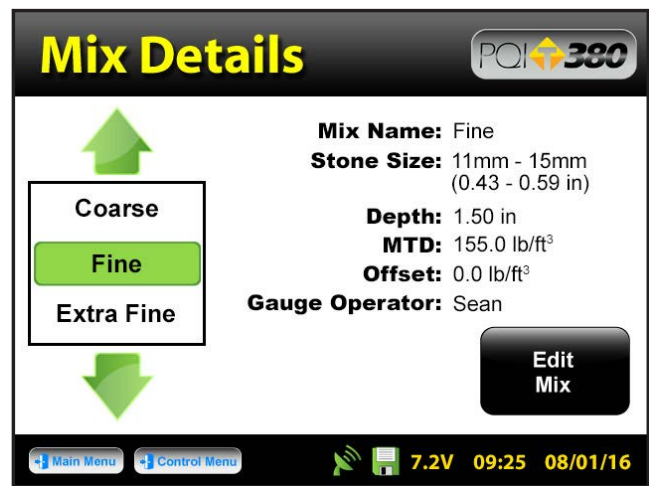 Mix Details
PQI 380
Coarse
Fine
Extra Fine
Mix Name: Fine
Stone Size: 11mm - 15mm
(0.43 - 0.59 in)
Depth: 1.50 in
MTD: 155.0 lb/ft³
Offset: 0.0 lb/ft³
Gauge Operator: Sean
Edit
Mix
Main Menu Control Menu 7.2V 09:25 08/01/16